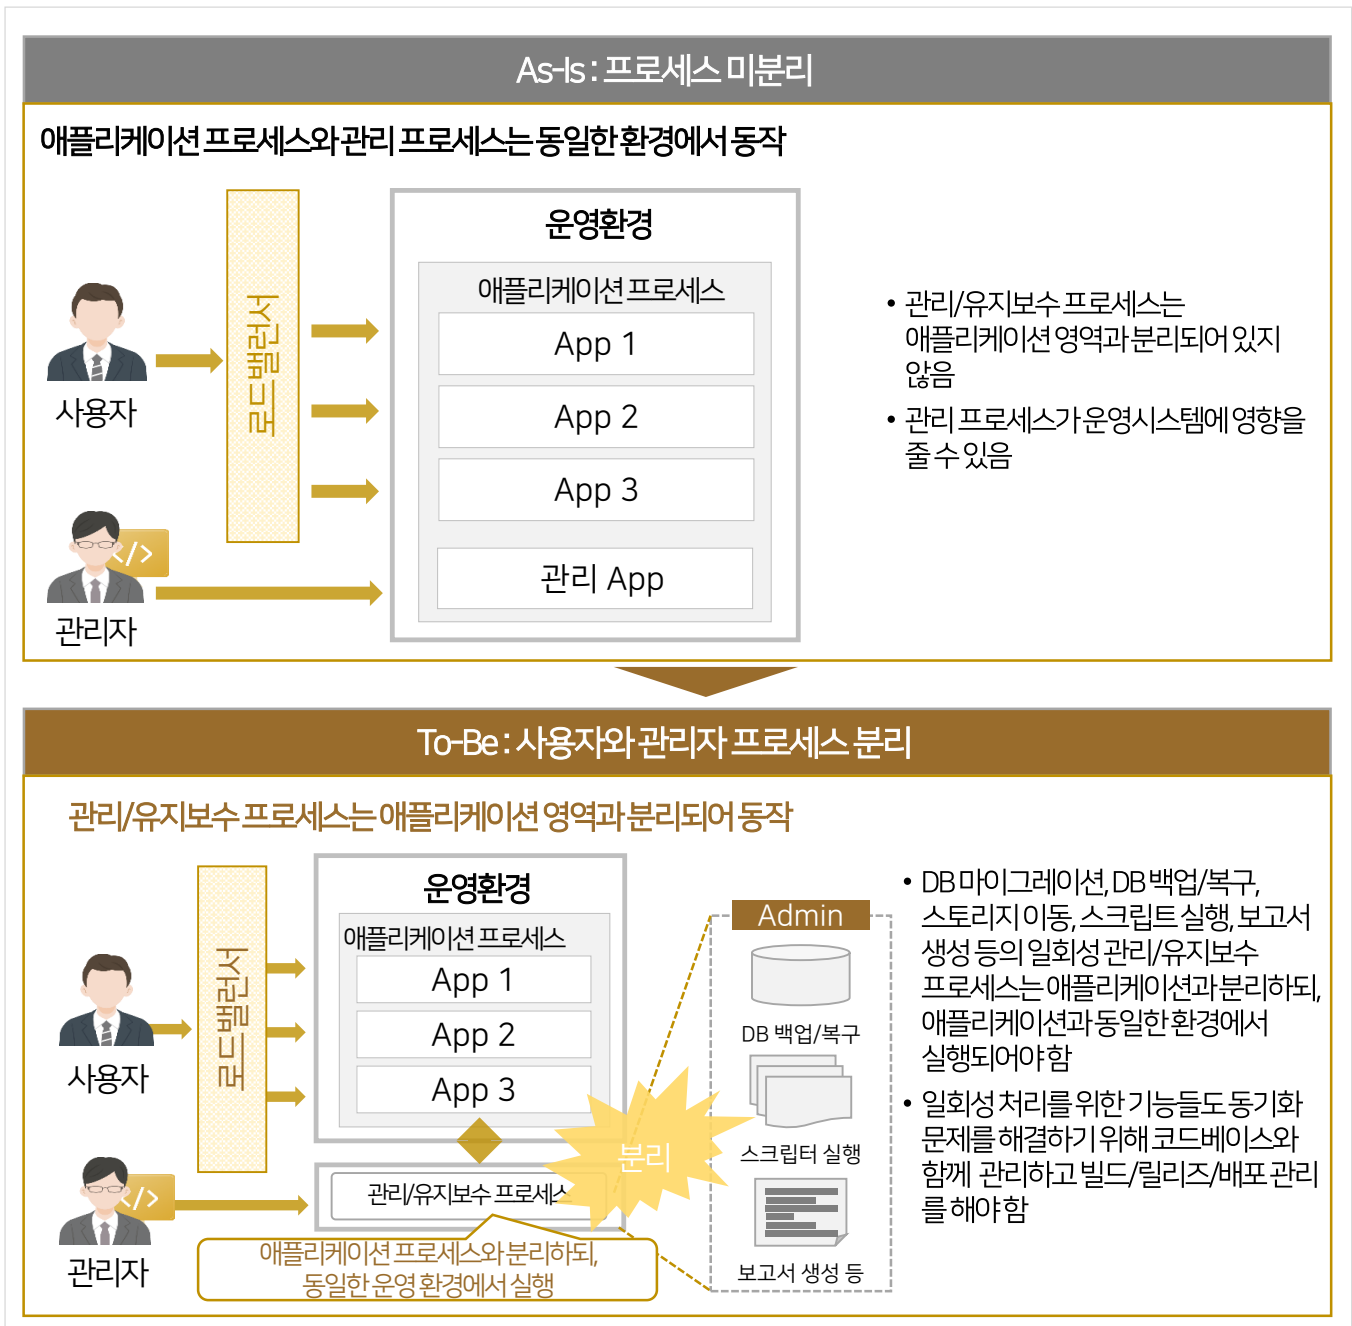 As-Is : 프로세스 미분리
애플리케이션 프로세스와 관리 프로세스는 동일한 환경에서 동작
운영환경
애플리케이션 프로세스
App 1
App 2
App 3
관리 App
로드밸런서
사용자
</>
관리자
• 관리/유지보수 프로세스는
애플리케이션 영역과 분리되어 있지
않음
• 관리 프로세스가 운영시스템에 영향을
줄 수 있음
To-Be : 사용자와 관리자 프로세스 분리
관리/유지보수 프로세스는 애플리케이션 영역과 분리되어 동작
운영환경
애플리케이션 프로세스
App 1
App 2
App 3
로드밸런서
사용자
</>
관리자
관리/유지보수 프로세스
분리
애플리케이션 프로세스와 분리하되,
동일한 운영 환경에서 실행
Admin
DB 백업/복구
스크립터 실행
보고서 생성 등
• DB 마이그레이션, DB 백업/복구,
스토리지 이동, 스크립트 실행, 보고서
생성 등의 일회성 관리/유지보수
프로세스는 애플리케이션과 분리하되,
애플리케이션과 동일한 환경에서
실행되어야 함
• 일회성 처리를 위한 기능들도 동기화
문제를 해결하기 위해 코드베이스와
함께 관리하고 빌드/릴리즈/배포 관리
를 해야 함